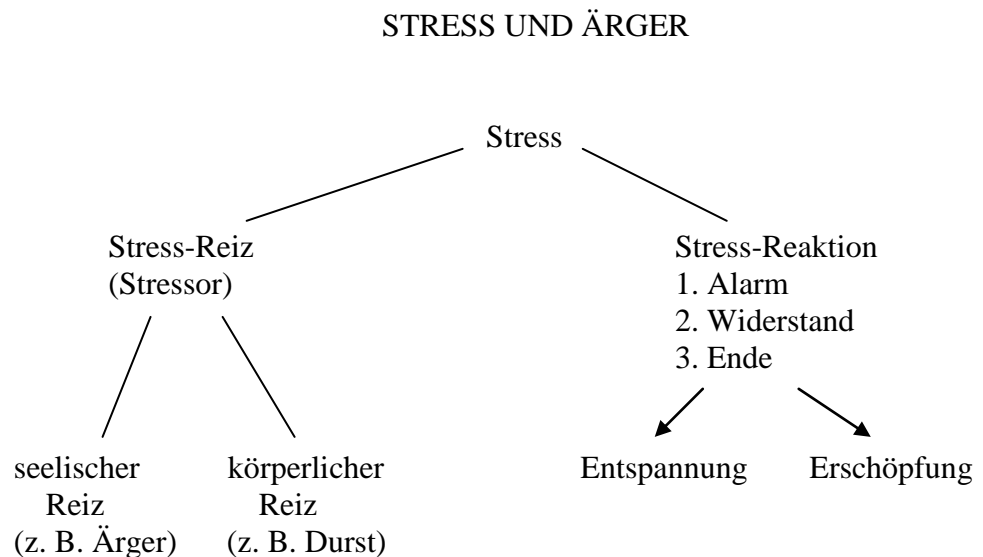 STRESS UND ÄRGER
Stress
Stress-Reiz
(Stressor)
Stress-Reaktion
1. Alarm
2. Widerstand
3. Ende
seelischer
Reiz
(z. B. Ärger)
körperlicher
Reiz
(z. B. Durst)
Entspannung
Erschöpfung